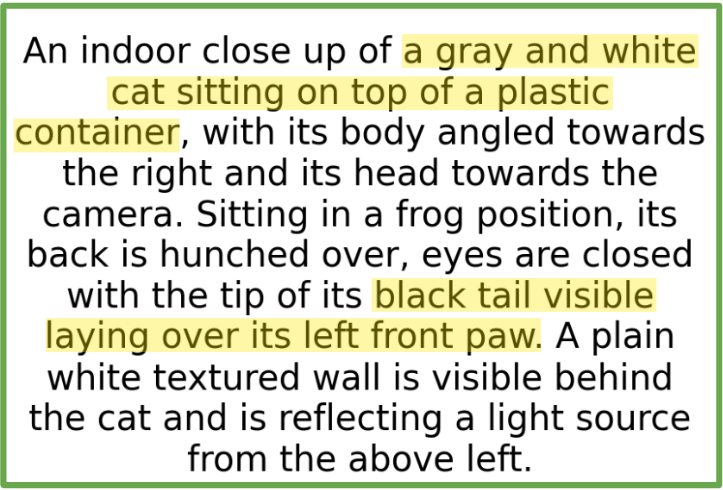 An indoor close up of a gray and white
cat sitting on top of a plastic
container, with its body angled towards
the right and its head towards the
camera. Sitting in a frog position, its
back is hunched over, eyes are closed
with the tip of its black tail visible
laying over its left front paw. A plain
white textured wall is visible behind
the cat and is reflecting a light source
from the above left.